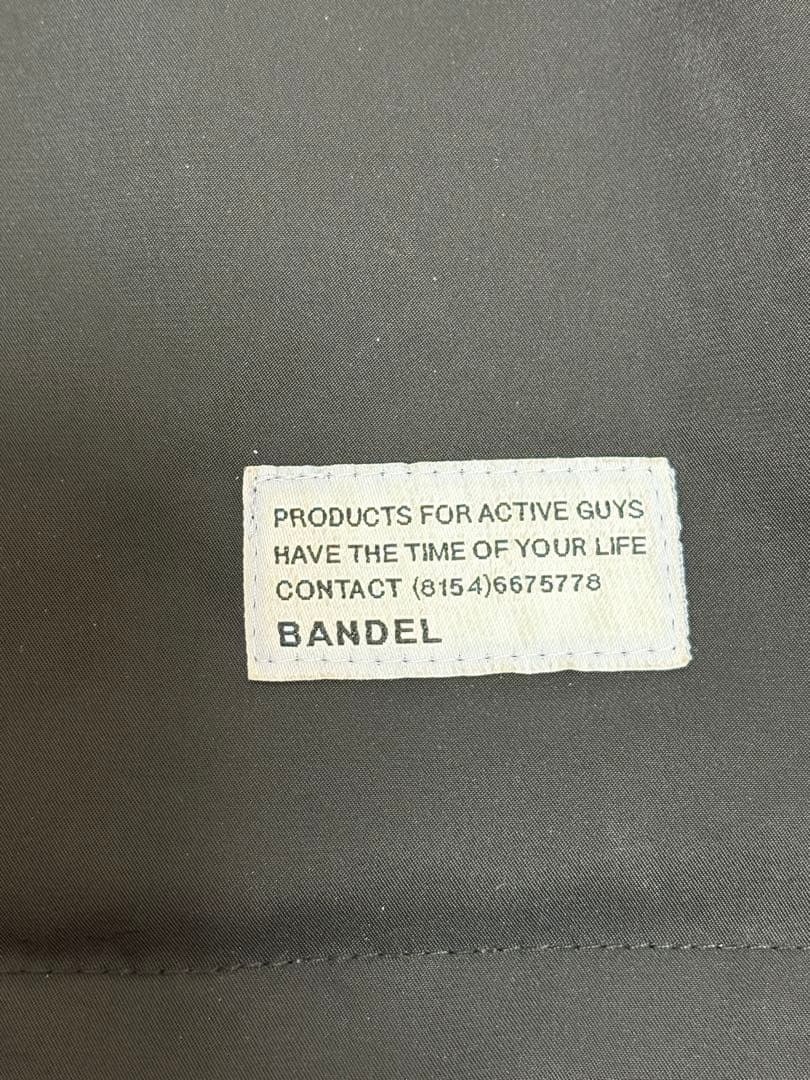 PRODUCTS FOR ACTIVE GUYS
HAVE THE TIME OF YOUR LIFE
CONTACT (8154)6675778
BANDEL